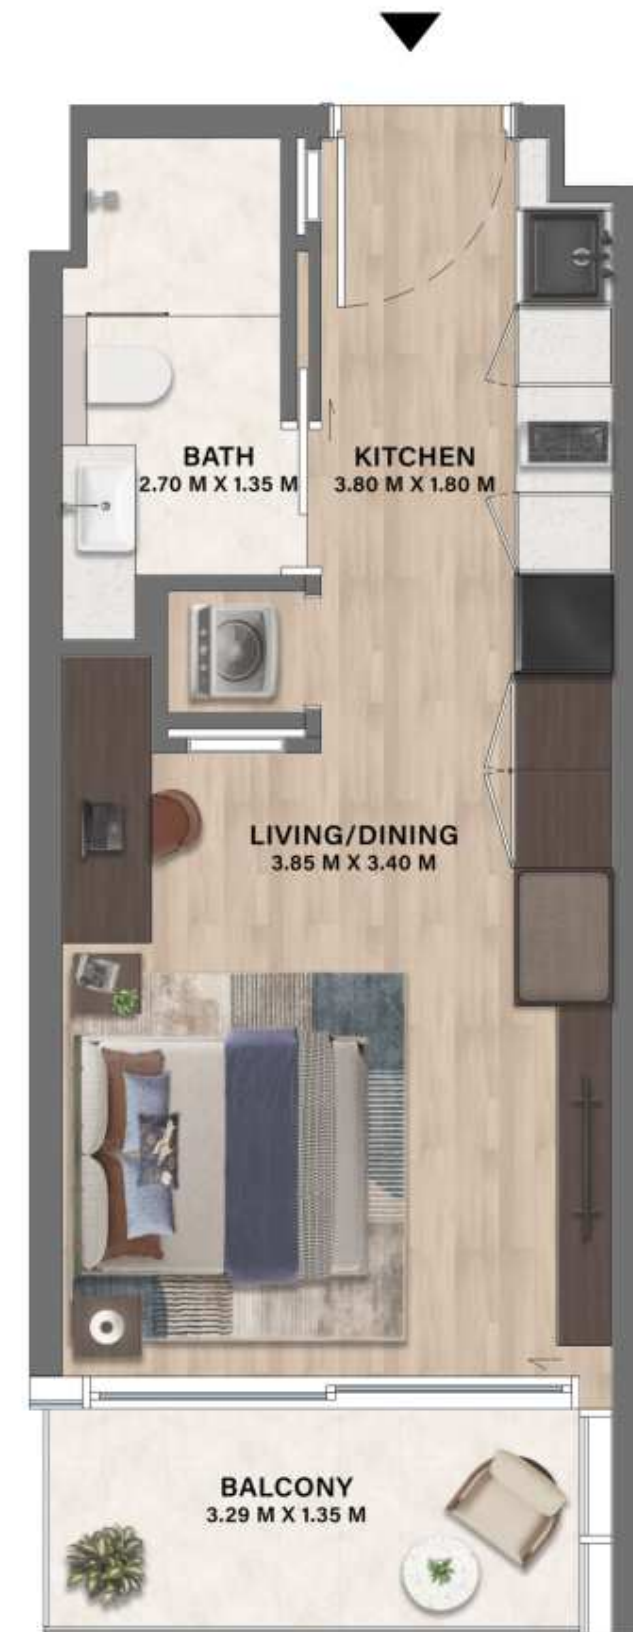 BATH
2.70 M X 1.35 M
KITCHEN
3.80 M X 1.80 M
LIVING/DINING
3.85 M X 3.40 M
BALCONY
3.29 M X 1.35 M